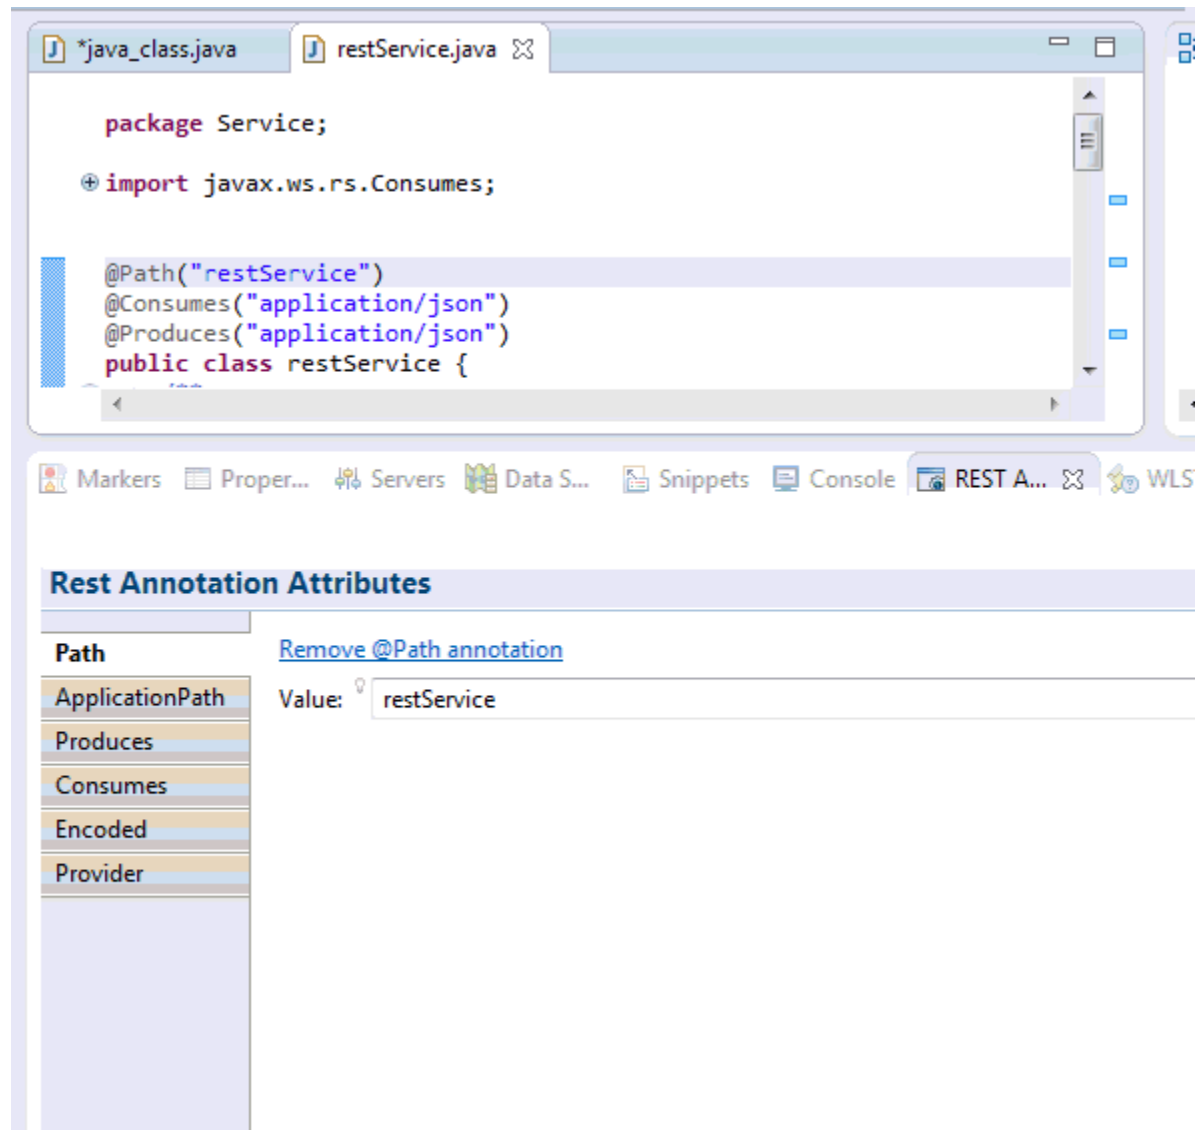 *java_class.java restService.java
package Service;
import javax.ws.rs.Consumes;
@Path("restService")
@Consumes("application/json")
@Produces("application/json")
public class restService {
/**
Markers Proper... Servers Data S... Snippets Console REST A... WLS
Rest Annotation Attributes
Path
Remove @Path annotation
ApplicationPath
Value: restService
Produces
Consumes
Encoded
Provider